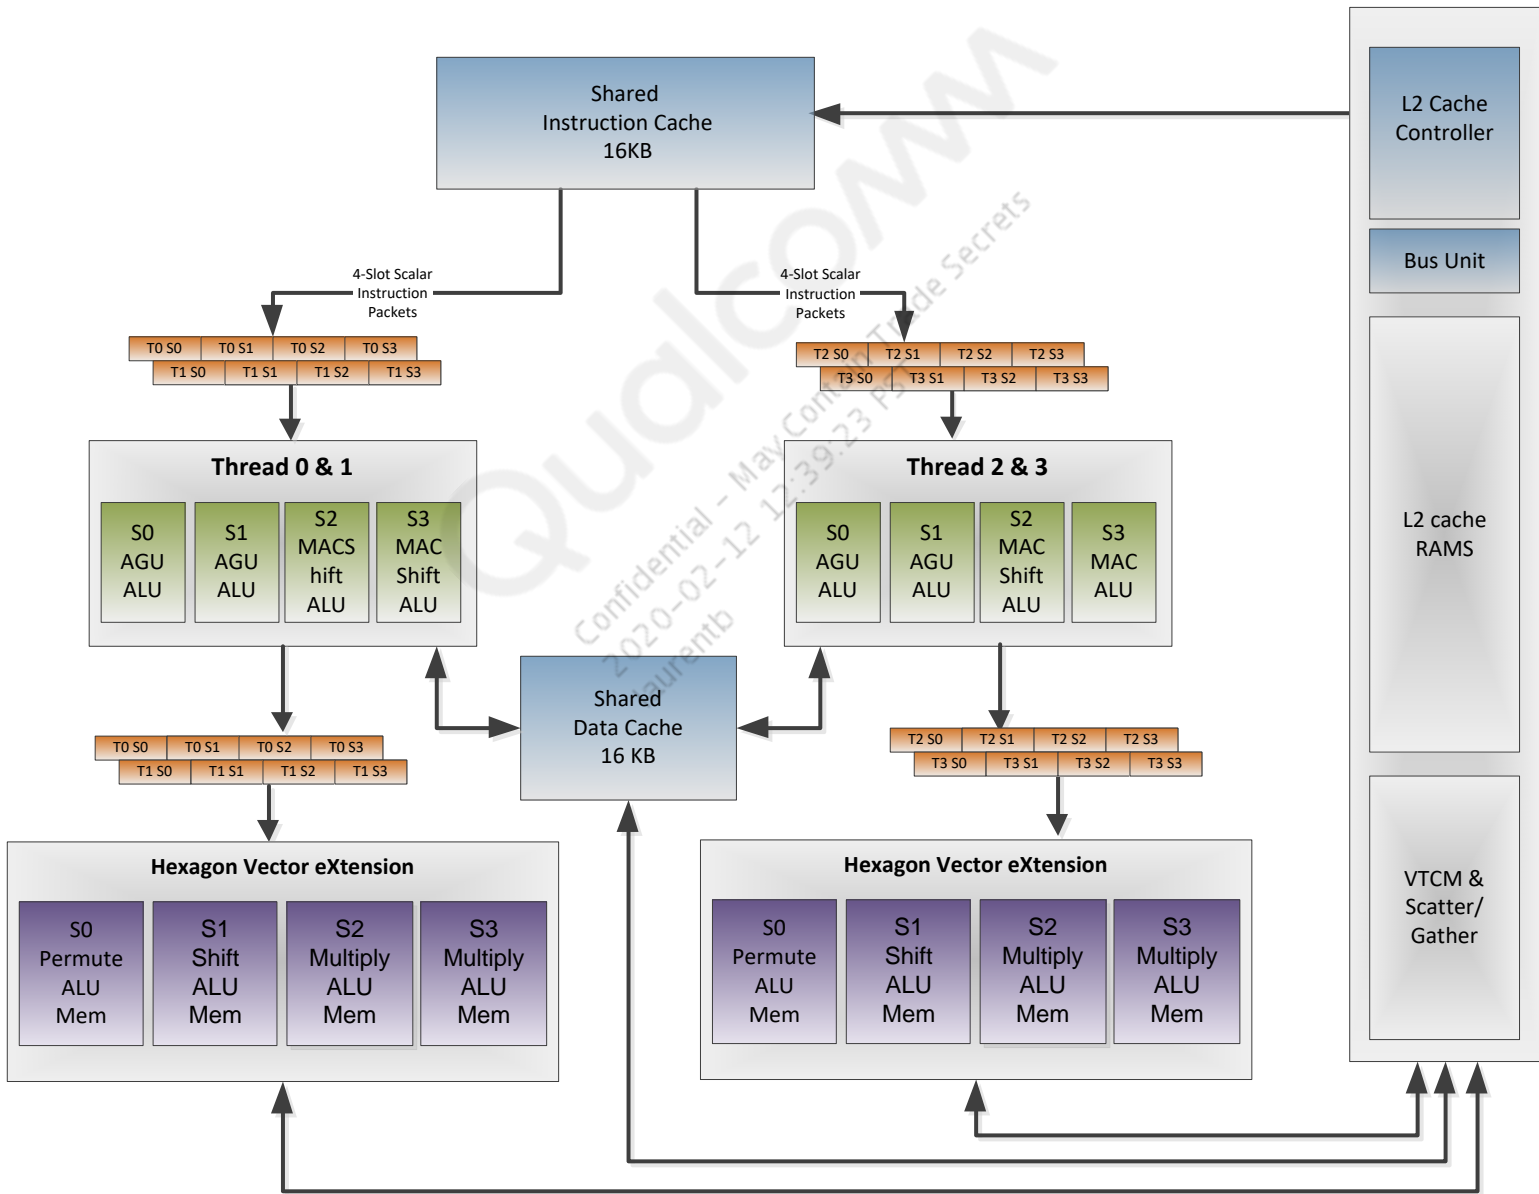 Shared
Instruction Cache
16KB
L2 Cache
Controller
Bus Unit
4-Slot Scalar
Instruction
Packets
4-Slot Scalar
Instruction
Packets
T0 S0 T0 S1 T0 S2 T0 S3
T1 S0 T1 S1 T1 S2 T1 S3
T2 S0 T2 S1 T2 S2 T2 S3
T3 S0 T3 S1 T3 S2 T3 S3
Thread 0 & 1
S0
AGU
ALU
S1
AGU
ALU
S2
MACS
hift
ALU
S3
MAC
Shift
ALU
Thread 2 & 3
S0
AGU
ALU
S1
AGU
ALU
S2
MAC
Shift
ALU
S3
MAC
ALU
L2 cache
RAMS
Shared
Data Cache
16 KB
T0 S0 T0 S1 T0 S2 T0 S3
T1 S0 T1 S1 T1 S2 T1 S3
T2 S0 T2 S1 T2 S2 T2 S3
T3 S0 T3 S1 T3 S2 T3 S3
Hexagon Vector eXtension
S0
Permute
ALU
Mem
S1
Shift
ALU
Mem
S2
Multiply
ALU
Mem
S3
Multiply
ALU
Mem
Hexagon Vector eXtension
S0
Permute
ALU
Mem
S1
Shift
ALU
Mem
S2
Multiply
ALU
Mem
S3
Multiply
ALU
Mem
VTCM &
Scatter/
Gather
Qualcomm
Confidential - May Contain Trade Secrets
2020-02-12 12:39:23 PST
laurentb